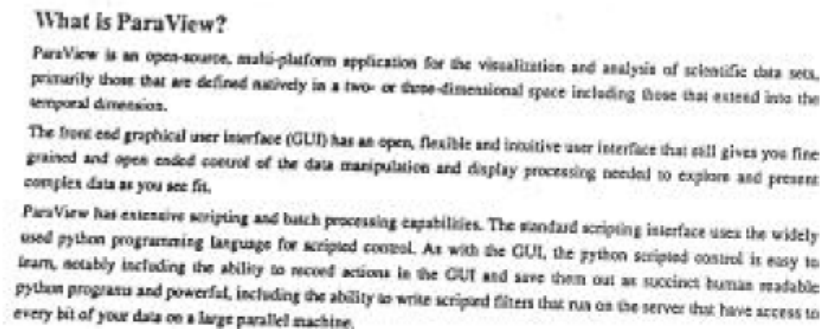 What is ParaView?
ParaView is an open-source, multi-platform application for the visualization and analysis of scientific data sets,
primarily those that are defined natively in a two- or three-dimensional space including those that extend into the
temporal dimension.
The front end graphical user interface (GUI) has an open, flexible and intuitive user interface that still gives you fine
grained and open ended control of the data manipulation and display processing needed to explore and present
complex data as you see fit.
ParaView has extensive scripting and batch processing capabilities. The standard scripting interface uses the widely
used python programming language for scripted control. As with the GUI, the python scripted control is easy to
learn, notably including the ability to record actions in the GUI and save them out as succinct human readable
python programs and powerful, including the ability to write scripted filters that run on the server that have access to
every bit of your data on a large parallel machine.